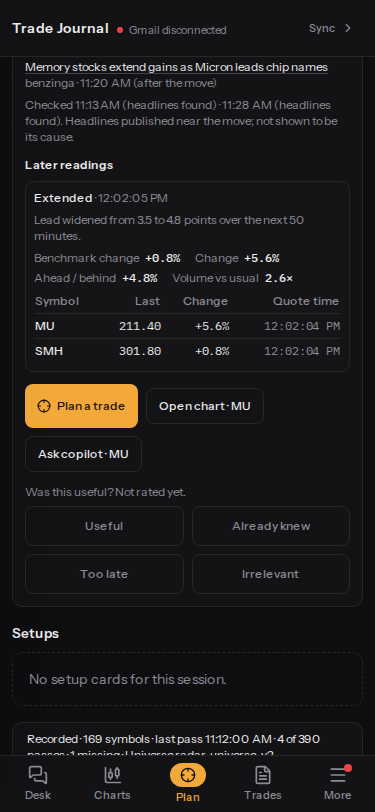 Trade Journal Gmail disconnected Sync
Memory stocks extend gains as Micron leads chip names
benzinga · 11:20 AM (after the move)
Checked 11:13 AM (headlines found) · 11:28 AM (headlines
found). Headlines published near the move; not shown to be
its cause.
Later readings
Extended · 12:02:05 PM
Lead widened from 3.5 to 4.8 points over the next 50
minutes.
Benchmark change +0.8% Change +5.6%
Ahead / behind +4.8% Volume vs usual 2.6×
Symbol Last Change Quote time
MU 211.40 +5.6% 12:02:04 PM
SMH 301.80 +0.8% 12:02:04 PM
Plan a trade Open chart · MU
Ask copilot · MU
Was this useful? Not rated yet.
Useful Already knew
Too late Irrelevant
Setups
No setup cards for this session.
Recorded · 169 symbols · last pass 11:12:00 AM · 4 of 390
passes · 1 missing · Universe radar-universe-v2
Desk Charts Plan Trades More